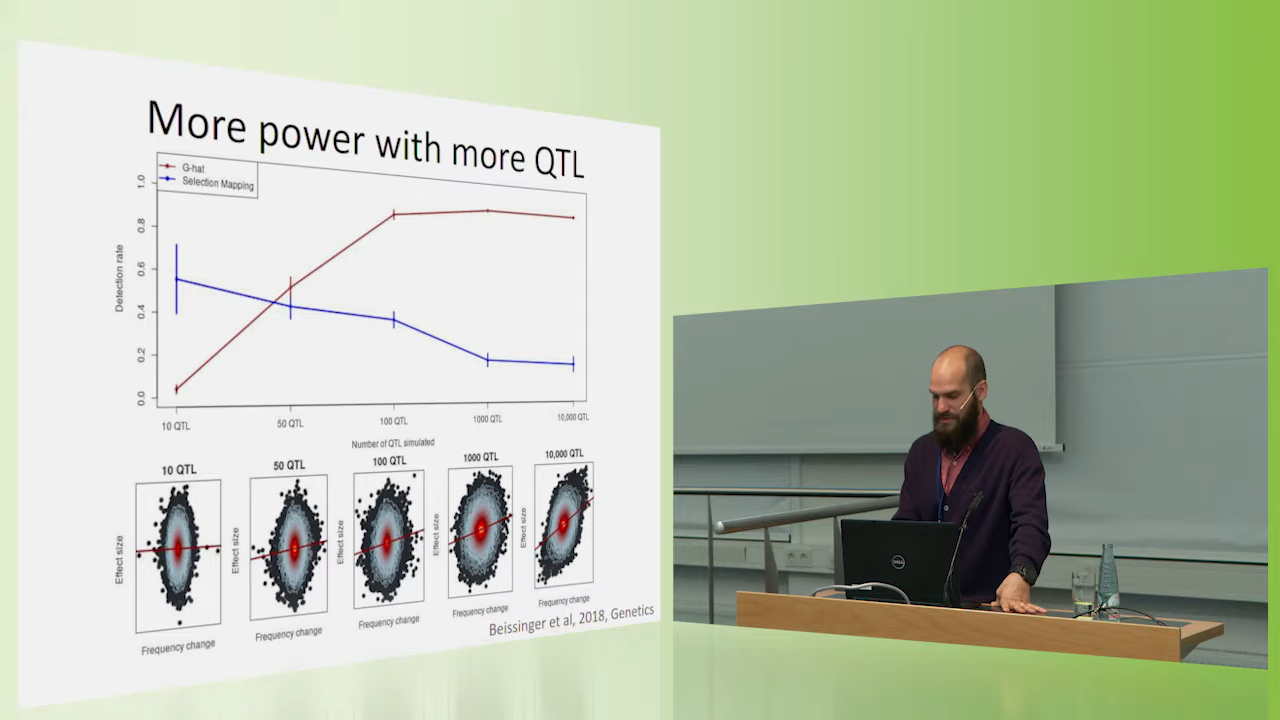 More power with more QTL
G-hat
Selection Mapping
Detection rate
1.0
0.8
0.6
0.4
0.2
0.0
10 QTL
50 QTL
100 QTL
1000 QTL
10,000 QTL
Number of QTL simulated
10 QTL
50 QTL
100 QTL
1000 QTL
10,000 QTL
Effect size
Effect size
Effect size
Effect size
Effect size
Frequency change
Frequency change
Frequency change
Frequency change
Frequency change
Beissinger et al, 2018, Genetics
DELL